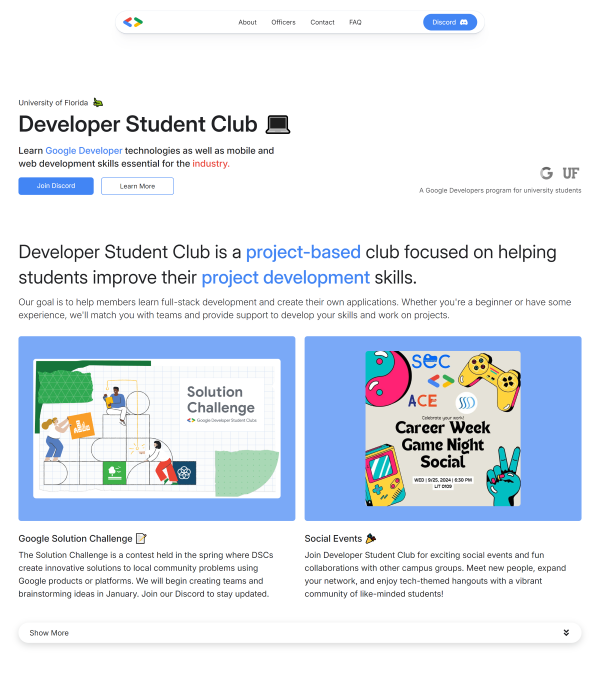 About
Officers
Contact
FAQ
Discord
University of Florida
Developer Student Club
Learn Google Developer technologies as well as mobile and
web development skills essential for the industry.
Join Discord
Learn More
G UF
A Google Developers program for university students
Developer Student Club is a project-based club focused on helping
students improve their project development skills.
Our goal is to help members learn full-stack development and create their own applications. Whether you're a beginner or have some
experience, we'll match you with teams and provide support to develop your skills and work on projects.
Solution
Challenge
Google Developer Student Clubs
sec
ACE
Celebrate your work!
Career Week
Game Night
Social
WED | 9/25, 2024 | 6:30 PM
LIT 0109
Google Solution Challenge
The Solution Challenge is a contest held in the spring where DSCs
create innovative solutions to local community problems using
Google products or platforms. We will begin creating teams and
brainstorming ideas in January. Join our Discord to stay updated.
Social Events
Join Developer Student Club for exciting social events and fun
collaborations with other campus groups. Meet new people, expand
your network, and enjoy tech-themed hangouts with a vibrant
community of like-minded students!
Show More